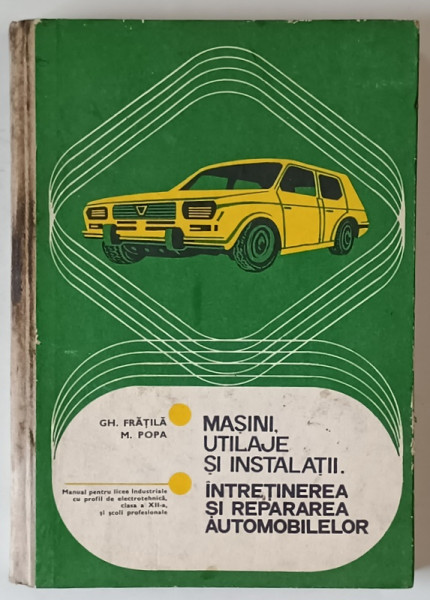 GH. FRĂȚILĂ
M. POPA
Manual pentru licee Industriale
cu profil de electrotehnică,
clasa a XII-a,
și școli profesionale
MAȘINI,
UTILAJE
ȘI INSTALAȚII.
ÎNTREȚINEREA
ȘI REPARAREA
AUTOMOBILELOR